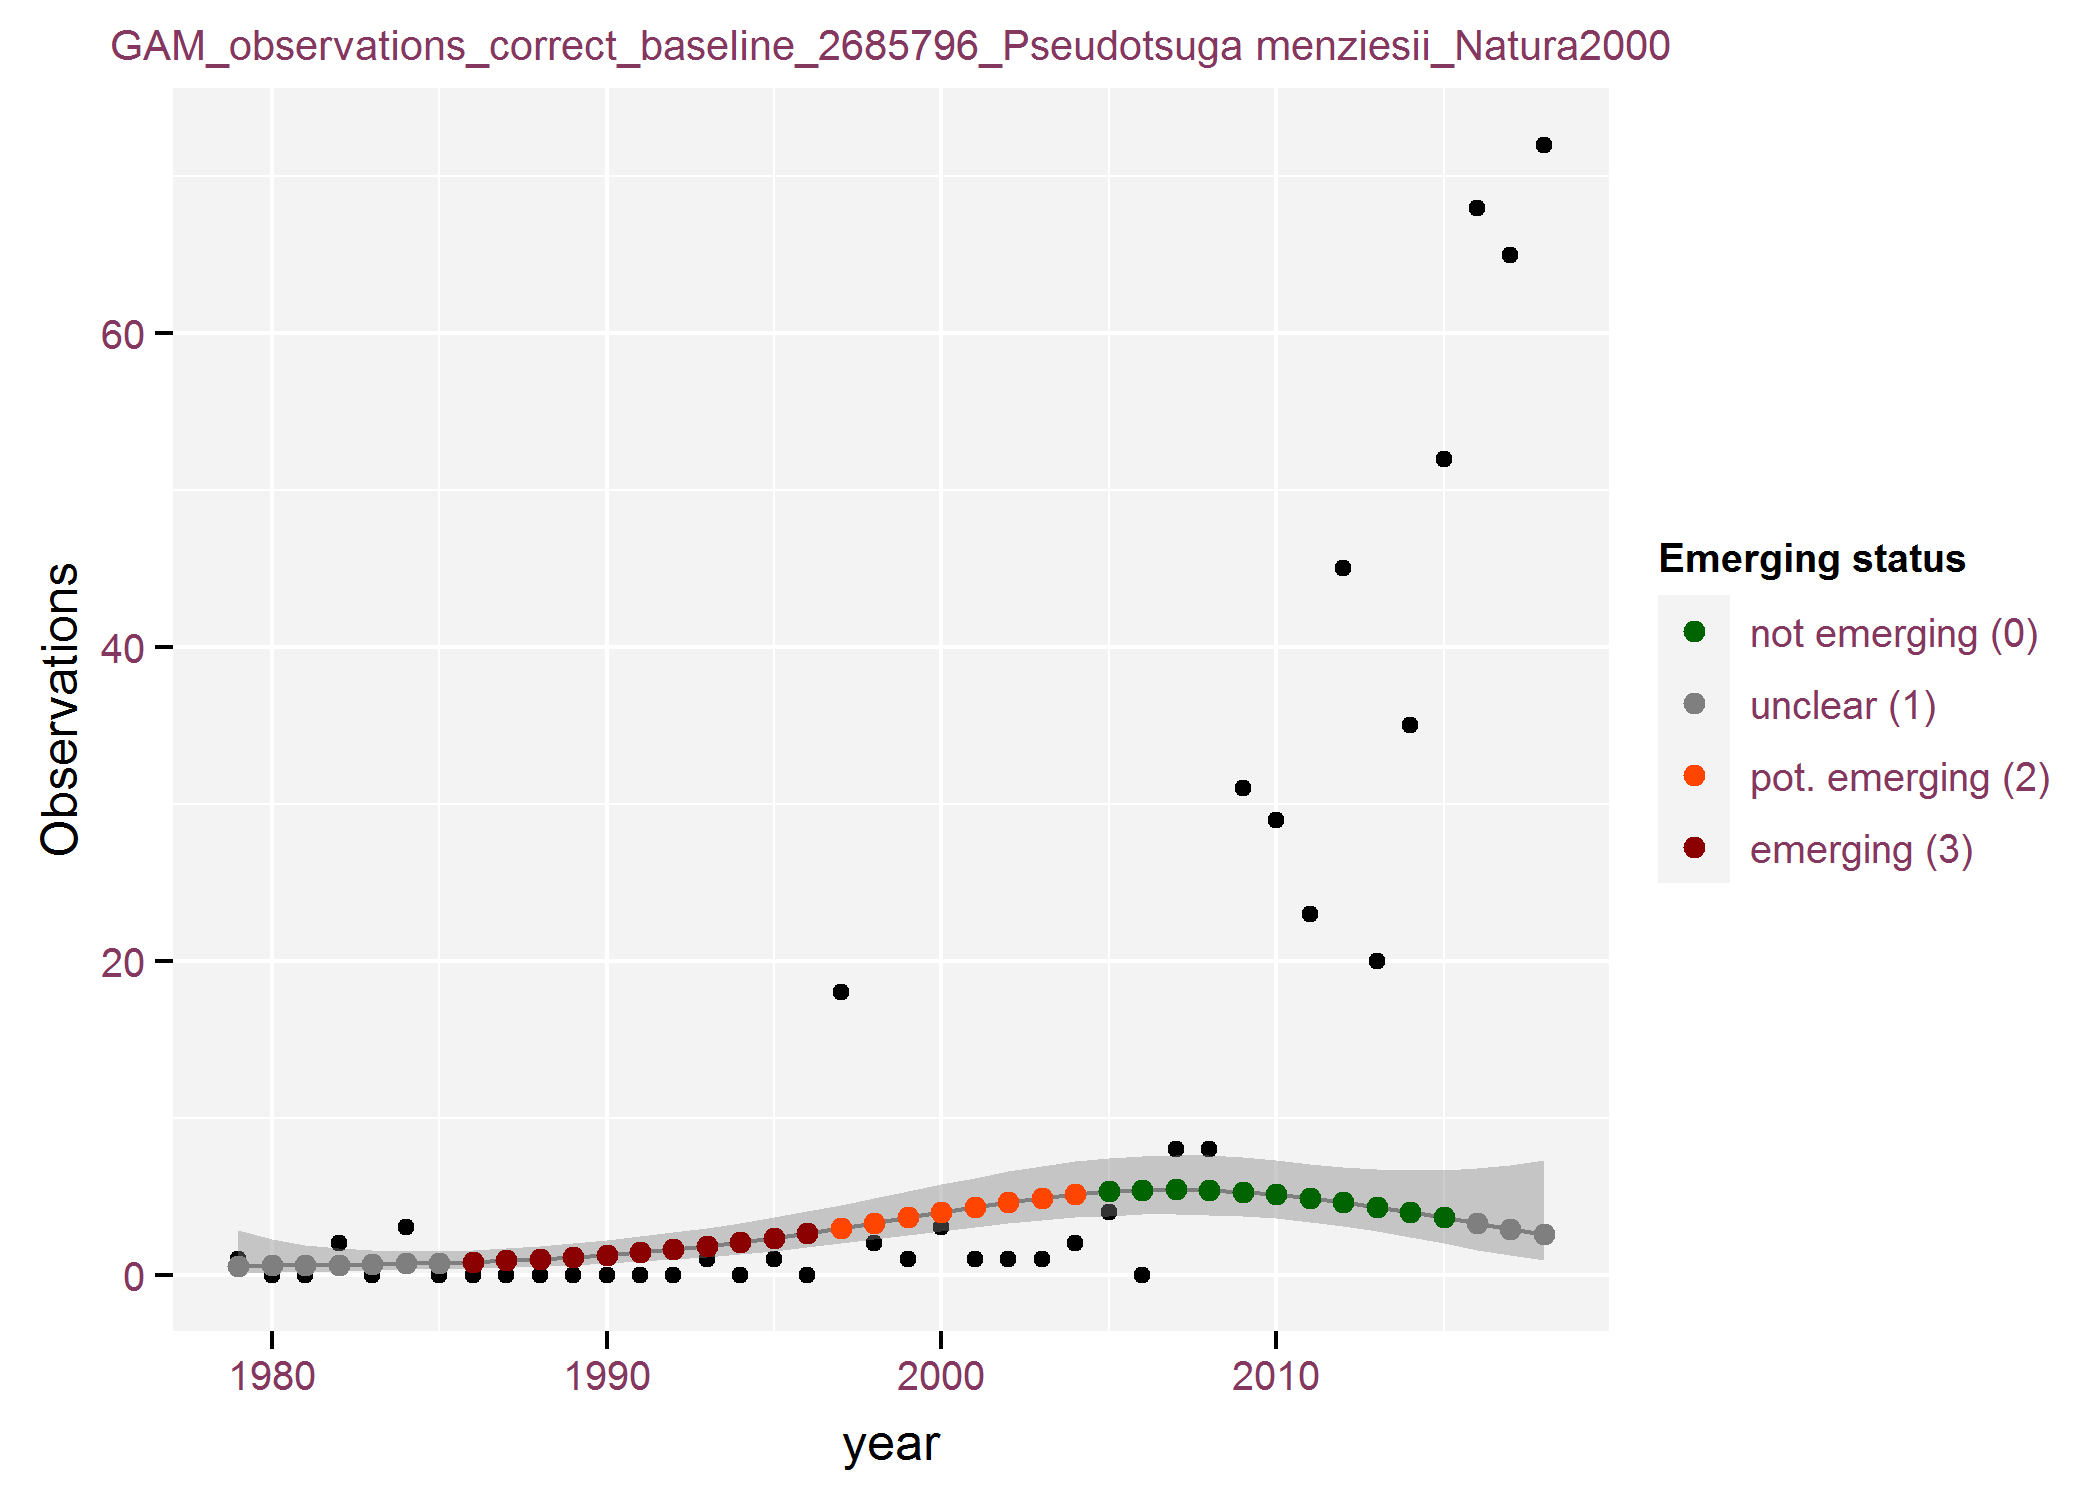 GAM_observations_correct_baseline_2685796_Pseudotsuga menziesii_Natura2000
Observations
60
40
20
0
1980 1990 2000 2010
year
Emerging status
not emerging (0)
unclear (1)
pot. emerging (2)
emerging (3)